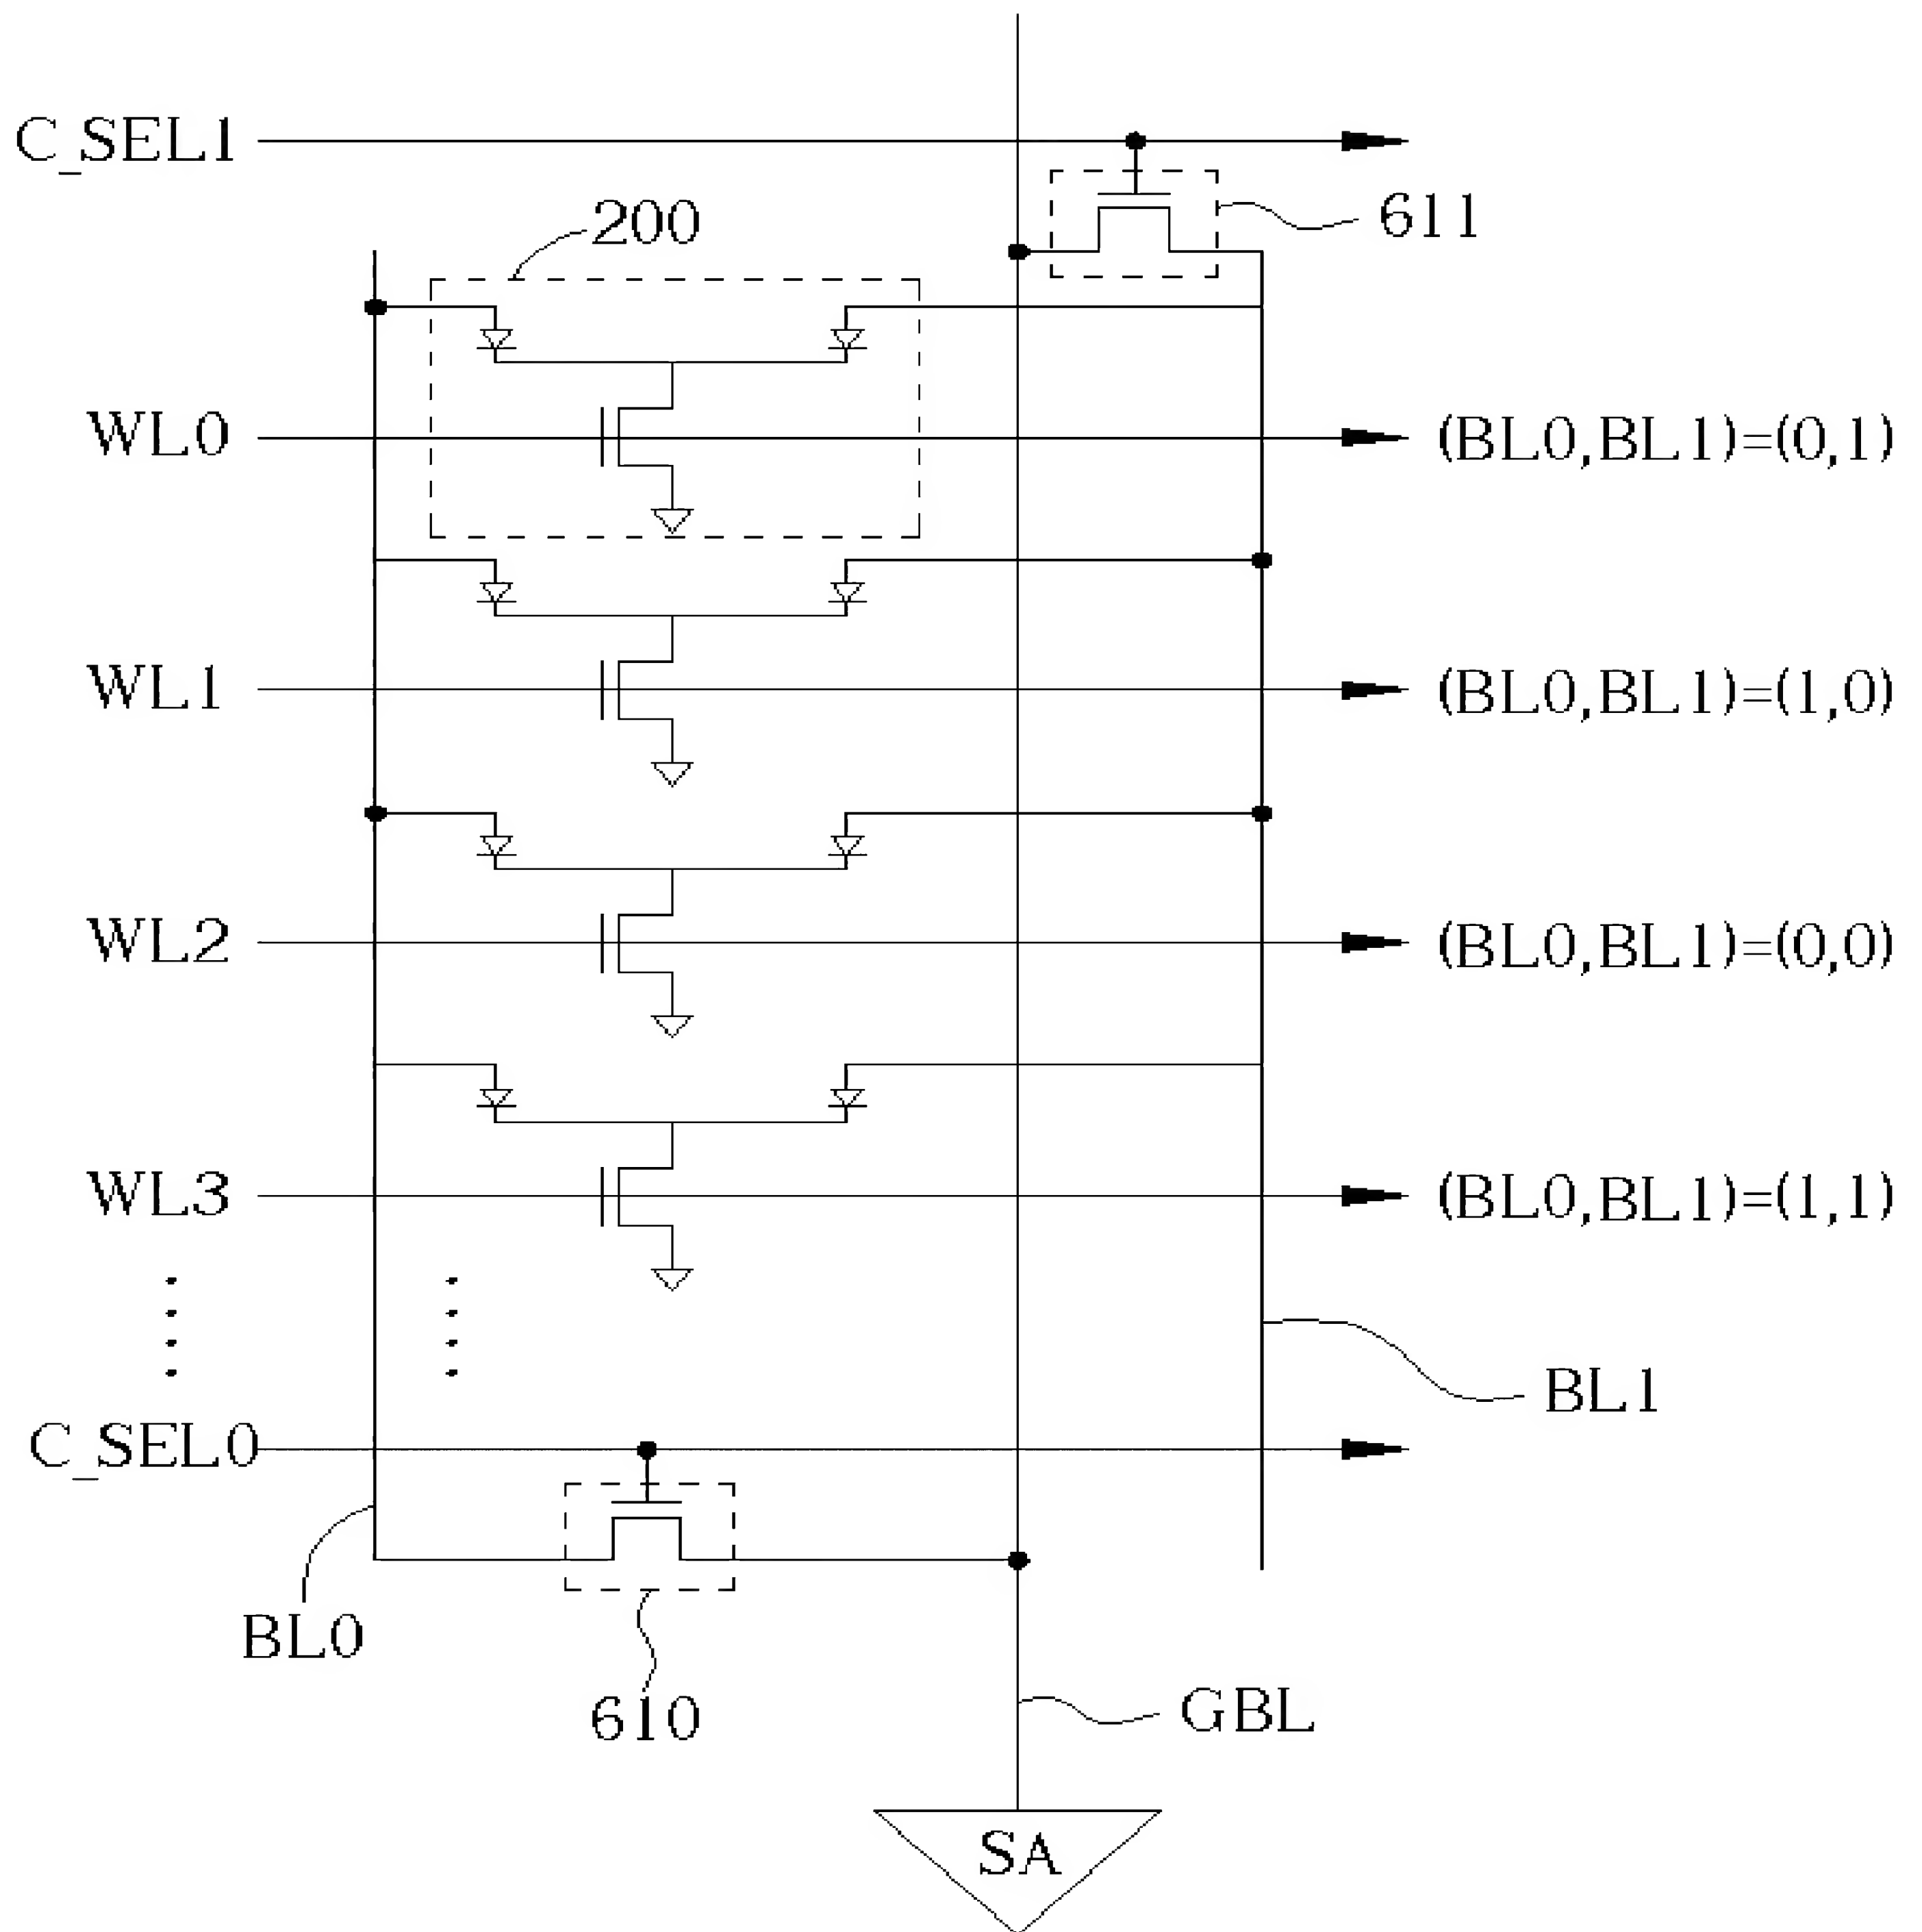 C_SEL1
611
200
WL0
(BL0,BL1)=(0,1)
WL1
(BL0,BL1)=(1,0)
WL2
(BL0,BL1)=(0,0)
WL3
(BL0,BL1)=(1,1)
BL1
C_SEL0
BL0
610
GBL
SA